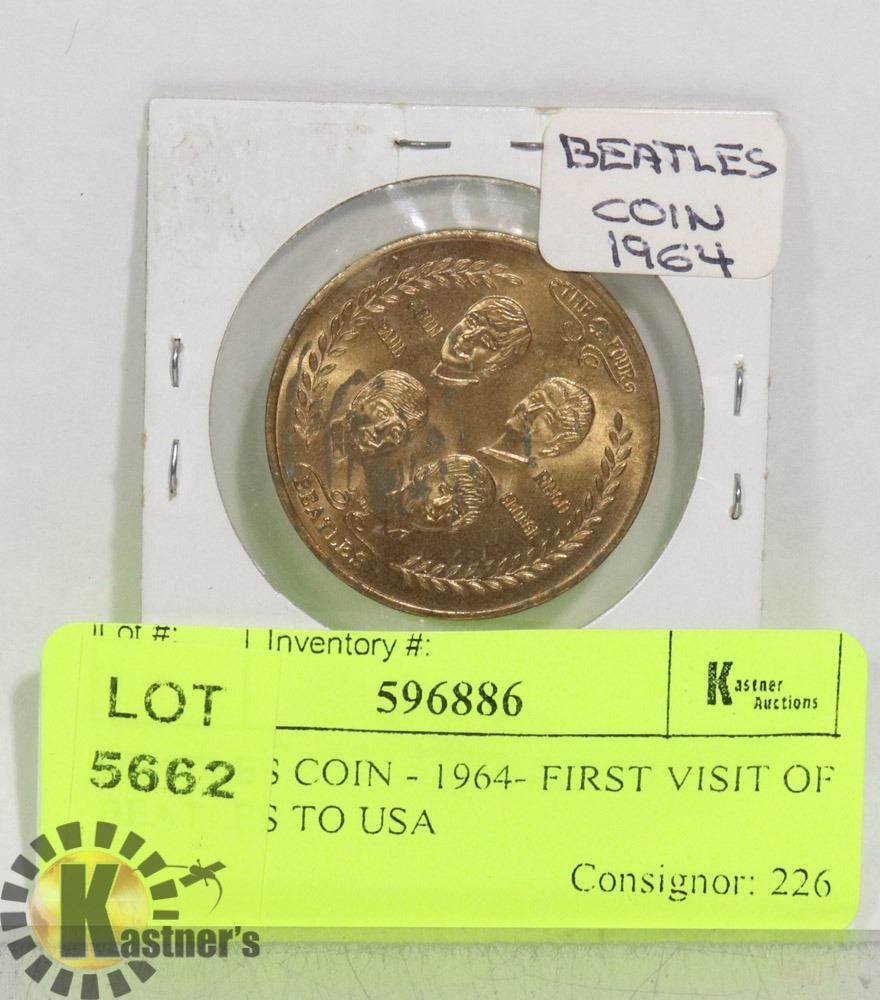 BEATLES
COIN
1964
THE FOUR
JOHN
PAUL
RINGO
GEORGE
BEATLES
Lot #:
Inventory #:
LOT
5662
596886
Kastner
Auctions
S COIN - 1964- FIRST VISIT OF
S TO USA
Consignor: 226
Kastner's